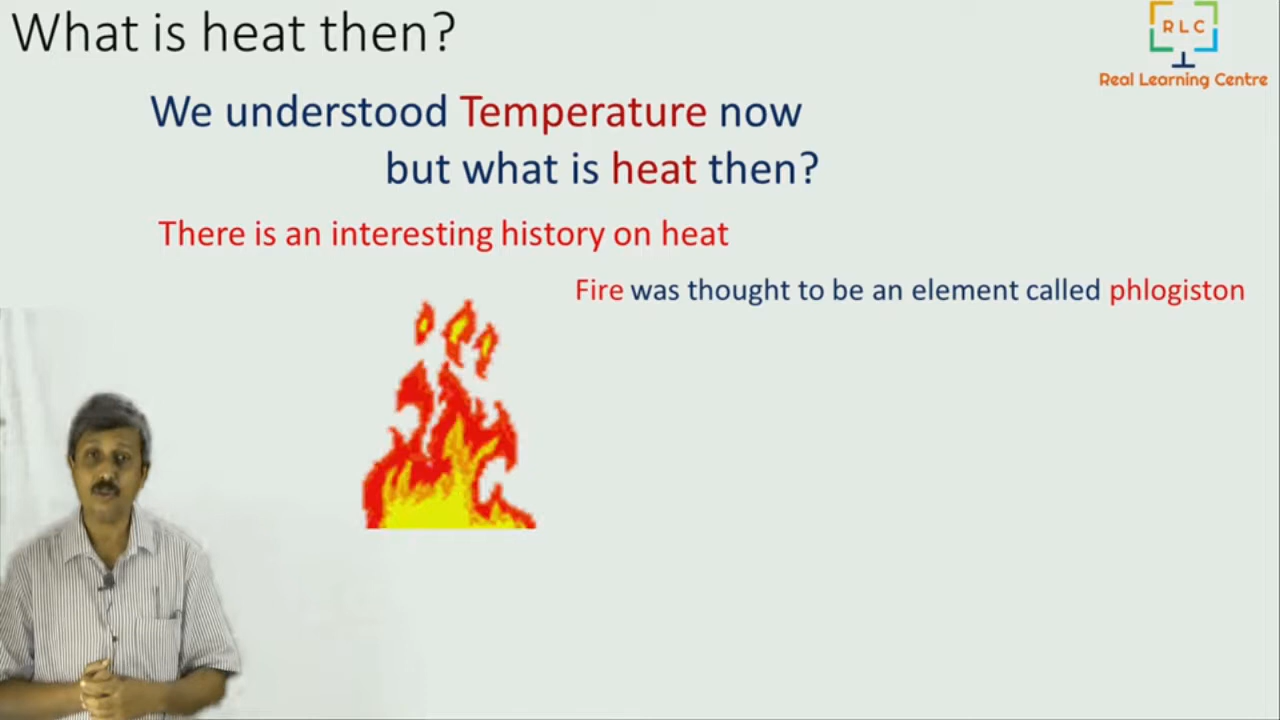 What is heat then?
RLC
Real Learning Centre
We understood Temperature now
but what is heat then?
There is an interesting history on heat
Fire was thought to be an element called phlogiston